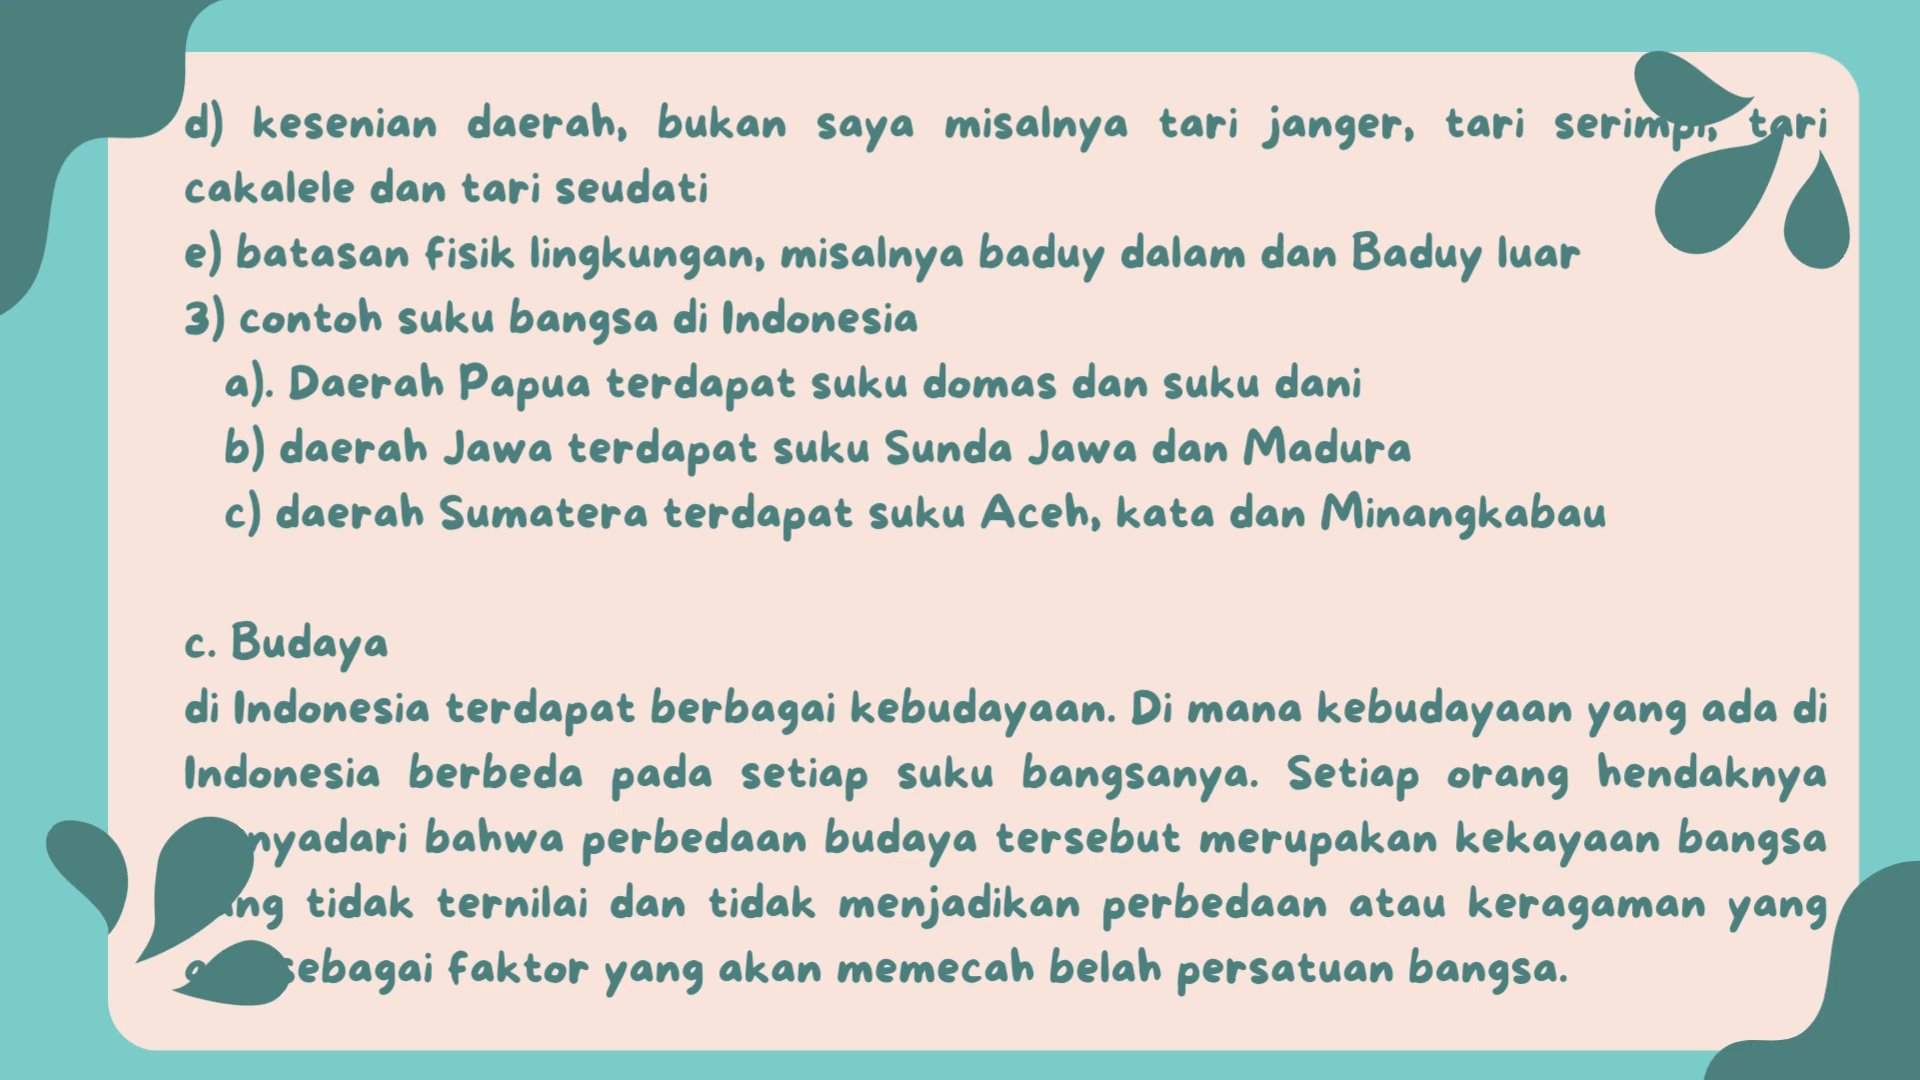 d) kesenian daerah, bukan saya misalnya tari janger, tari serimpi, tari
cakalele dan tari seudati
e) batasan fisik lingkungan, misalnya baduy dalam dan Baduy luar
3) contoh suku bangsa di Indonesia
a). Daerah Papua terdapat suku domas dan suku dani
b) daerah Jawa terdapat suku Sunda Jawa dan Madura
c) daerah Sumatera terdapat suku Aceh, kata dan Minangkabau
c. Budaya
di Indonesia terdapat berbagai kebudayaan. Di mana kebudayaan yang ada di
Indonesia berbeda pada setiap suku bangsanya. Setiap orang hendaknya
bahwa perbedaan budaya tersebut merupakan kekayaan bangsa
tidak ternilai dan tidak menjadikan perbedaan atau keragaman yang
sebagai faktor yang akan memecah belah persatuan bangsa.